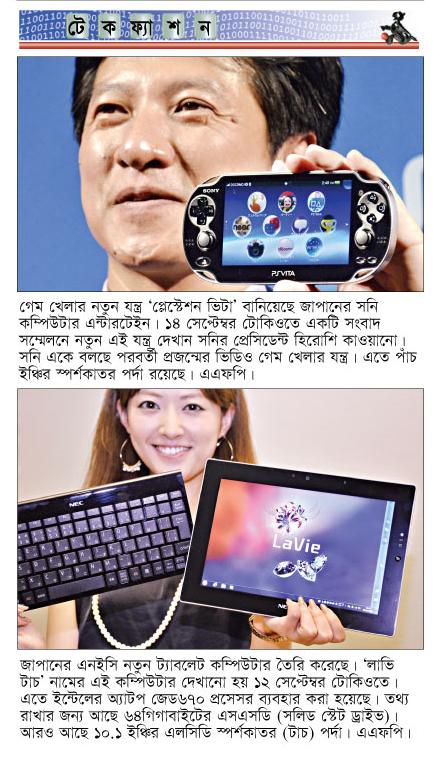 টেকফ্যাশন
SONY
PSVITA
গেম খেলার নতুন যন্ত্র ‘প্লেস্টেশন ভিটা’ বানিয়েছে জাপানের সনি
কম্পিউটার এন্টারটেইন। ১৪ সেপ্টেম্বর টোকিওতে একটি সংবাদ
সম্মেলনে নতুন এই যন্ত্র দেখান সনির প্রেসিডেন্ট হিরোশি কাওয়ানো।
সনি একে বলছে পরবর্তী প্রজন্মের ভিডিও গেম খেলার যন্ত্র। এতে পাঁচ
ইঞ্চির স্পর্শকাতর পর্দা রয়েছে। এএফপি।
NEC
LaVie
জাপানের এনইসি নতুন ট্যাবলেট কম্পিউটার তৈরি করেছে। ‘লাভি
টাচ’ নামের এই কম্পিউটার দেখানো হয় ১২ সেপ্টেম্বর টোকিওতে।
এতে ইন্টেলের অ্যাটপ জেড৬৭০ প্রসেসর ব্যবহার করা হয়েছে। তথ্য
রাখার জন্য আছে ৬৪গিগাবাইটের এসএসডি (সলিড স্টেট ড্রাইভ)।
আরও আছে ১০.১ ইঞ্চির এলসিডি স্পর্শকাতর (টাচ) পর্দা। এএফপি।